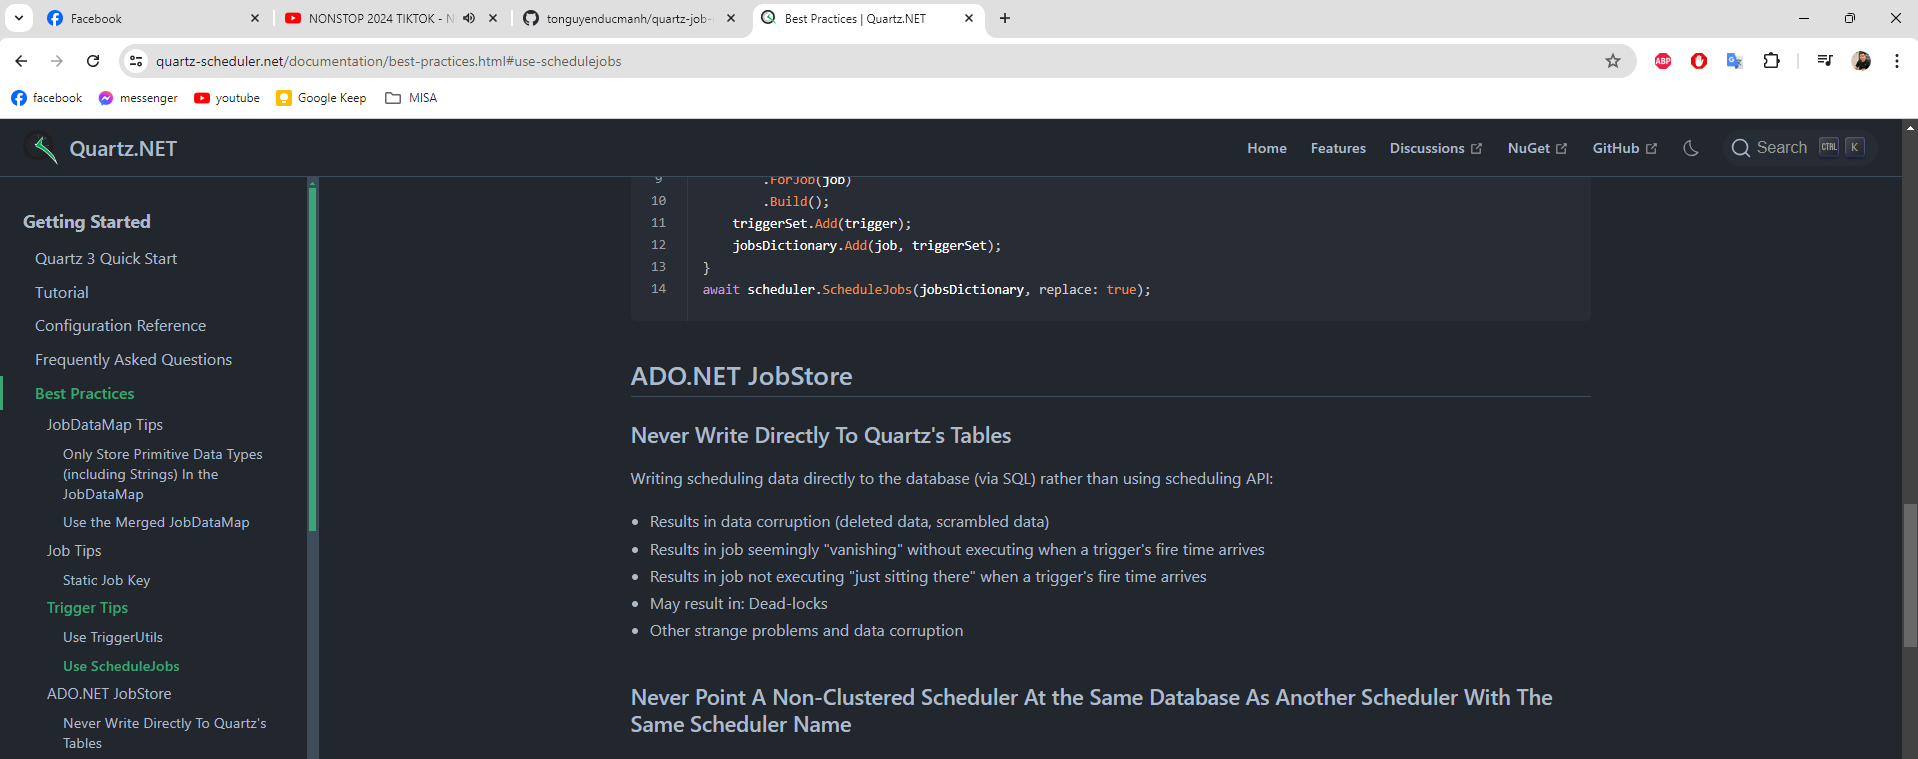 Facebook
NONSTOP 2024 TIKTOK - N
tonguyenducmanh/quartz-job-
Best Practices | Quartz.NET
quartz-scheduler.net/documentation/best-practices.html#use-schedulejobs
ABP
facebook
messenger
youtube
Google Keep
MISA
Quartz.NET
Home
Features
Discussions
NuGet
GitHub
Search
CTRL
K
Getting Started
Quartz 3 Quick Start
Tutorial
Configuration Reference
Frequently Asked Questions
Best Practices
JobDataMap Tips
Only Store Primitive Data Types
(including Strings) In the
JobDataMap
Use the Merged JobDataMap
Job Tips
Static Job Key
Trigger Tips
Use TriggerUtils
Use ScheduleJobs
ADO.NET JobStore
Never Write Directly To Quartz's
Tables
9 .ForJob(job)
10 .Build();
11 triggerSet.Add(trigger);
12 jobsDictionary.Add(job, triggerSet);
13 }
14 await scheduler.ScheduleJobs(jobsDictionary, replace: true);
ADO.NET JobStore
Never Write Directly To Quartz's Tables
Writing scheduling data directly to the database (via SQL) rather than using scheduling API:
• Results in data corruption (deleted data, scrambled data)
• Results in job seemingly "vanishing" without executing when a trigger's fire time arrives
• Results in job not executing "just sitting there" when a trigger's fire time arrives
• May result in: Dead-locks
• Other strange problems and data corruption
Never Point A Non-Clustered Scheduler At the Same Database As Another Scheduler With The
Same Scheduler Name